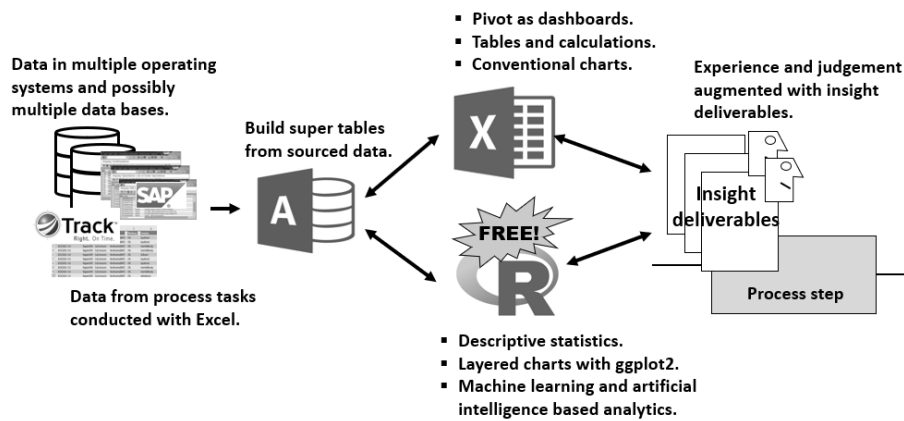 ▪ Pivot as dashboards.
▪ Tables and calculations.
▪ Conventional charts.
Data in multiple operating
systems and possibly
multiple data bases.
Experience and judgement
augmented with insight
deliverables.
Build super tables
from sourced data.
X
SAP
A
Insight
deliverables
Track™
Right. On Time.
FREE!
R
Data from process tasks
conducted with Excel.
Process step
▪ Descriptive statistics.
▪ Layered charts with ggplot2.
▪ Machine learning and artificial
intelligence based analytics.